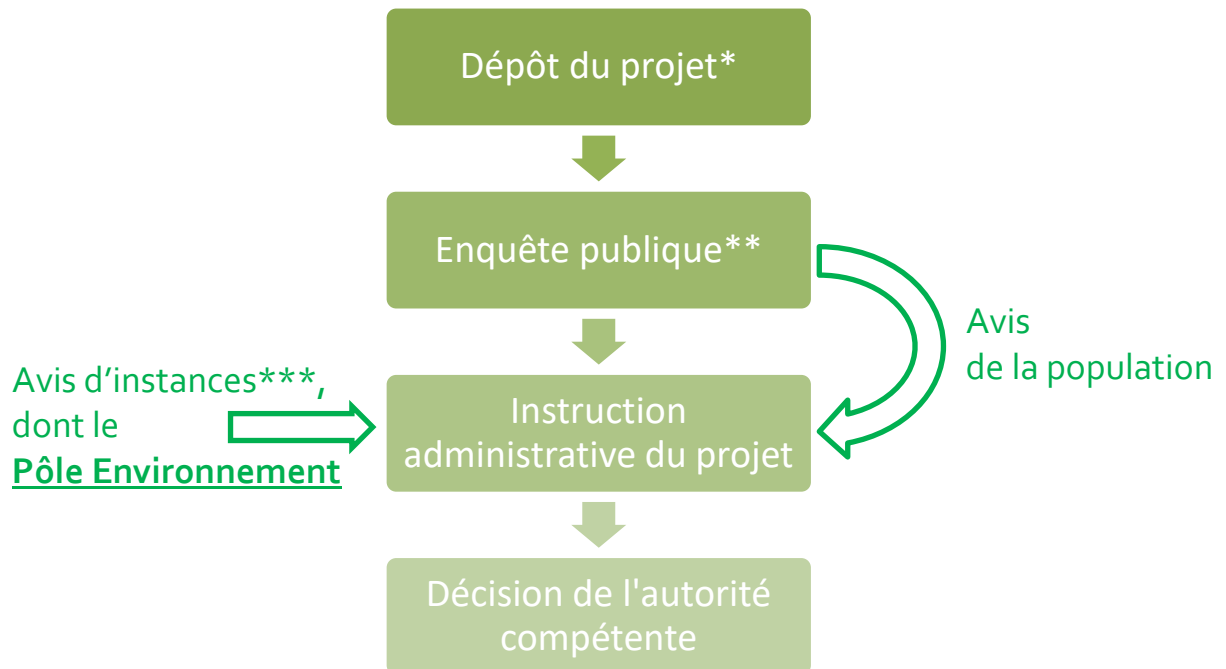 Dépôt du projet*
Enquête publique**
Avis
de la population
Avis d’instances***,
dont le
Pôle Environnement
Instruction
administrative du projet
Décision de l'autorité
compétente